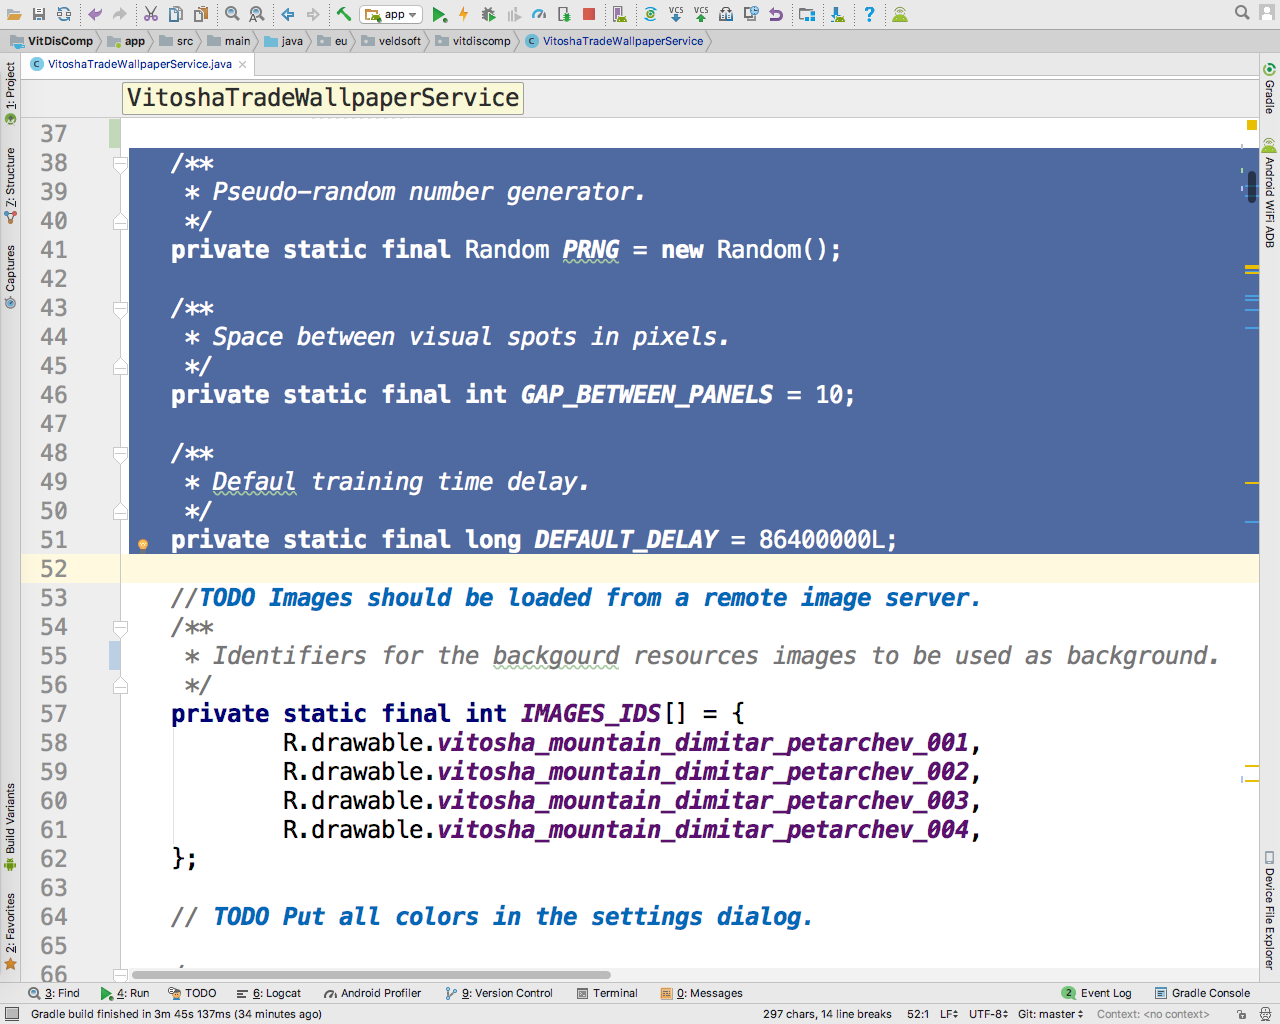 app
VitDisComp app src main java eu veldsoft vitdiscomp VitoshaTradeWallpaperService
VitoshaTradeWallpaperService.java
VitoshaTradeWallpaperService
1: Project
Z: Structure
Captures
Build Variants
2: Favorites
37
38 /**
39 * Pseudo-random number generator.
40 */
41 private static final Random PRNG = new Random();
42
43 /**
44 * Space between visual spots in pixels.
45 */
46 private static final int GAP_BETWEEN_PANELS = 10;
47
48 /**
49 * Defaul training time delay.
50 */
51 private static final long DEFAULT_DELAY = 86400000L;
52
53 //TODO Images should be loaded from a remote image server.
54 /**
55 * Identifiers for the backgourd resources images to be used as background.
56 */
57 private static final int IMAGES_IDS[] = {
58 R.drawable.vitosha_mountain_dimitar_petarchev_001,
59 R.drawable.vitosha_mountain_dimitar_petarchev_002,
60 R.drawable.vitosha_mountain_dimitar_petarchev_003,
61 R.drawable.vitosha_mountain_dimitar_petarchev_004,
62 };
63
64 // TODO Put all colors in the settings dialog.
65
66
Gradle
Android WiFi ADB
Device File Explorer
3: Find 4: Run TODO 6: Logcat Android Profiler 9: Version Control Terminal 0: Messages 2 Event Log Gradle Console
Gradle build finished in 3m 45s 137ms (34 minutes ago) 297 chars, 14 line breaks 52:1 LF UTF-8 Git: master Context: <no context>